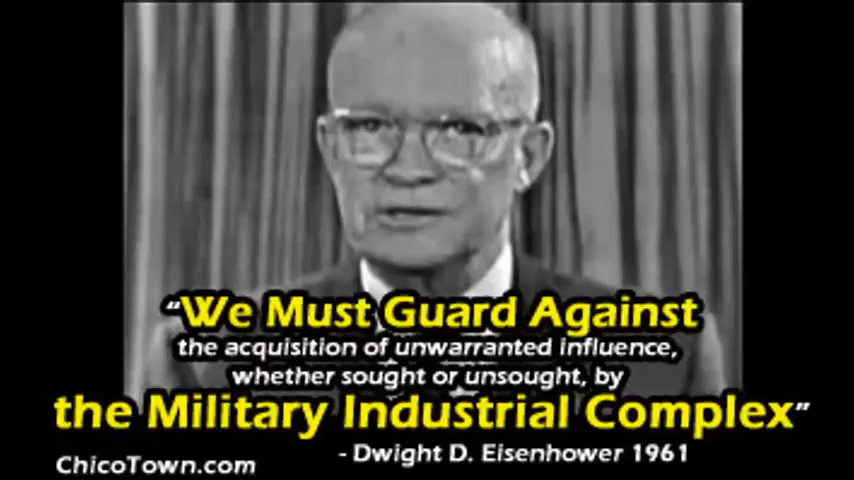 "We Must Guard Against
the acquisition of unwarranted influence,
whether sought or unsought, by
the Military Industrial Complex"
- Dwight D. Eisenhower 1961
ChicoTown.com